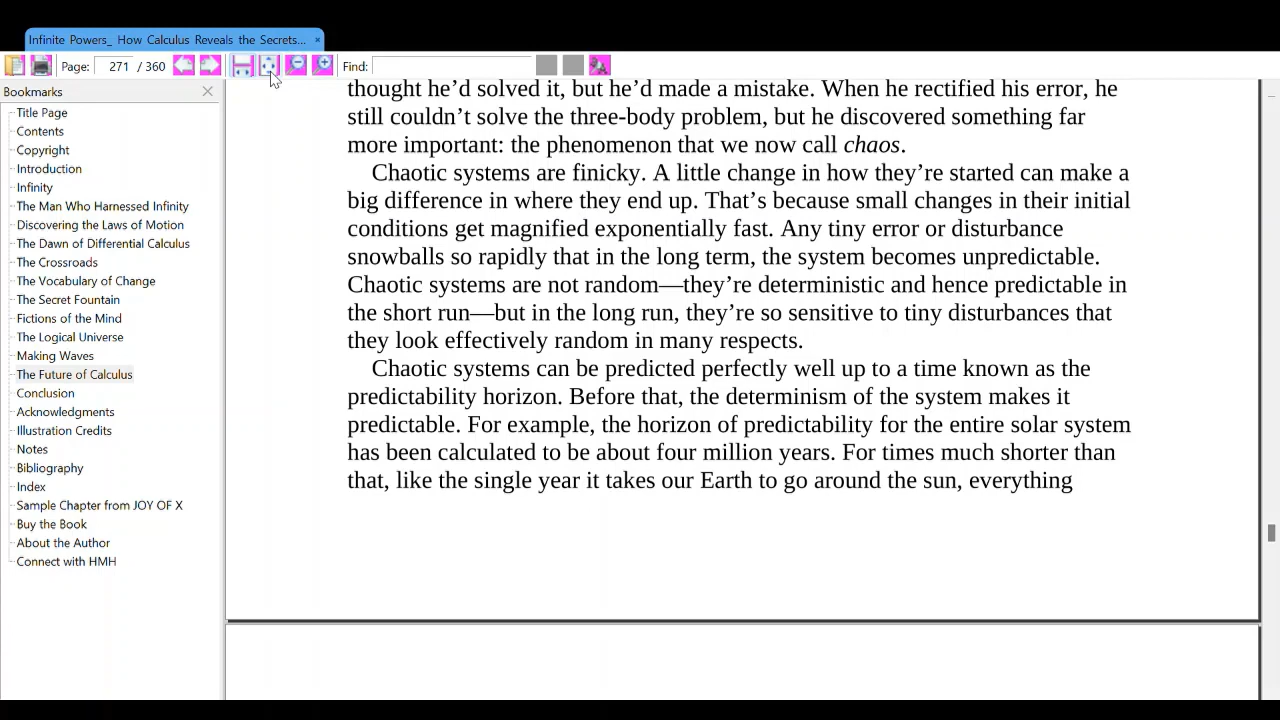 Infinite Powers_ How Calculus Reveals the Secrets... ×
Page: 271 / 360 Find:
Bookmarks
Title Page
Contents
Copyright
Introduction
Infinity
The Man Who Harnessed Infinity
Discovering the Laws of Motion
The Dawn of Differential Calculus
The Crossroads
The Vocabulary of Change
The Secret Fountain
Fictions of the Mind
The Logical Universe
Making Waves
The Future of Calculus
Conclusion
Acknowledgments
Illustration Credits
Notes
Bibliography
Index
Sample Chapter from JOY OF X
Buy the Book
About the Author
Connect with HMH
thought he’d solved it, but he’d made a mistake. When he rectified his error, he
still couldn’t solve the three-body problem, but he discovered something far
more important: the phenomenon that we now call chaos.
Chaotic systems are finicky. A little change in how they’re started can make a
big difference in where they end up. That’s because small changes in their initial
conditions get magnified exponentially fast. Any tiny error or disturbance
snowballs so rapidly that in the long term, the system becomes unpredictable.
Chaotic systems are not random—they’re deterministic and hence predictable in
the short run—but in the long run, they’re so sensitive to tiny disturbances that
they look effectively random in many respects.
Chaotic systems can be predicted perfectly well up to a time known as the
predictability horizon. Before that, the determinism of the system makes it
predictable. For example, the horizon of predictability for the entire solar system
has been calculated to be about four million years. For times much shorter than
that, like the single year it takes our Earth to go around the sun, everything